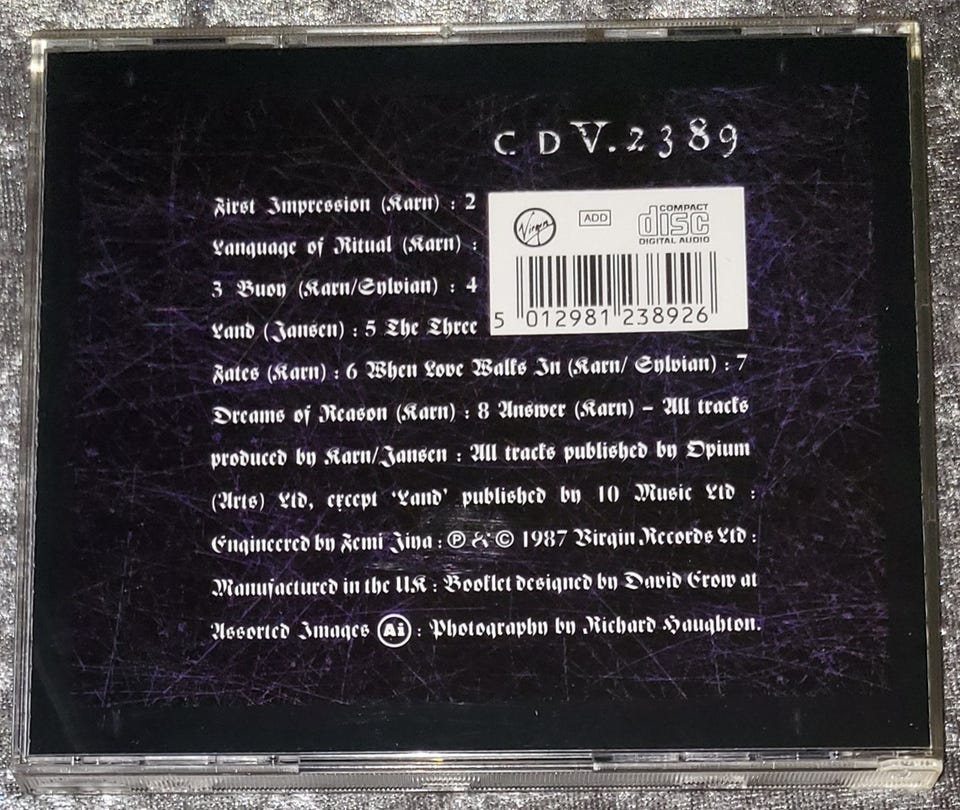 CDV.2389
First Impression (Karn) : 2
Language of Ritual (Karn) :
3 Buoy (Karn/Sylvian) : 4
Land (Jansen) : 5 The Three
Virgin
ADD
COMPACT
disc
DIGITAL AUDIO
5 012981 238926
Fates (Karn) : 6 When Love Walks In (Karn/ Sylvian) : 7
Dreams of Reason (Karn) : 8 Answer (Karn) – All tracks
produced by Karn/Jansen : All tracks published by Opium
(Arts) Ltd, except ‘Land’ published by 10 Music Ltd :
Engineered by Femi Jiya : ℗ & © 1987 Virgin Records Ltd :
Manufactured in the UK : Booklet designed by David Crow at
Assorted Images Ai : Photography by Richard Haughton.